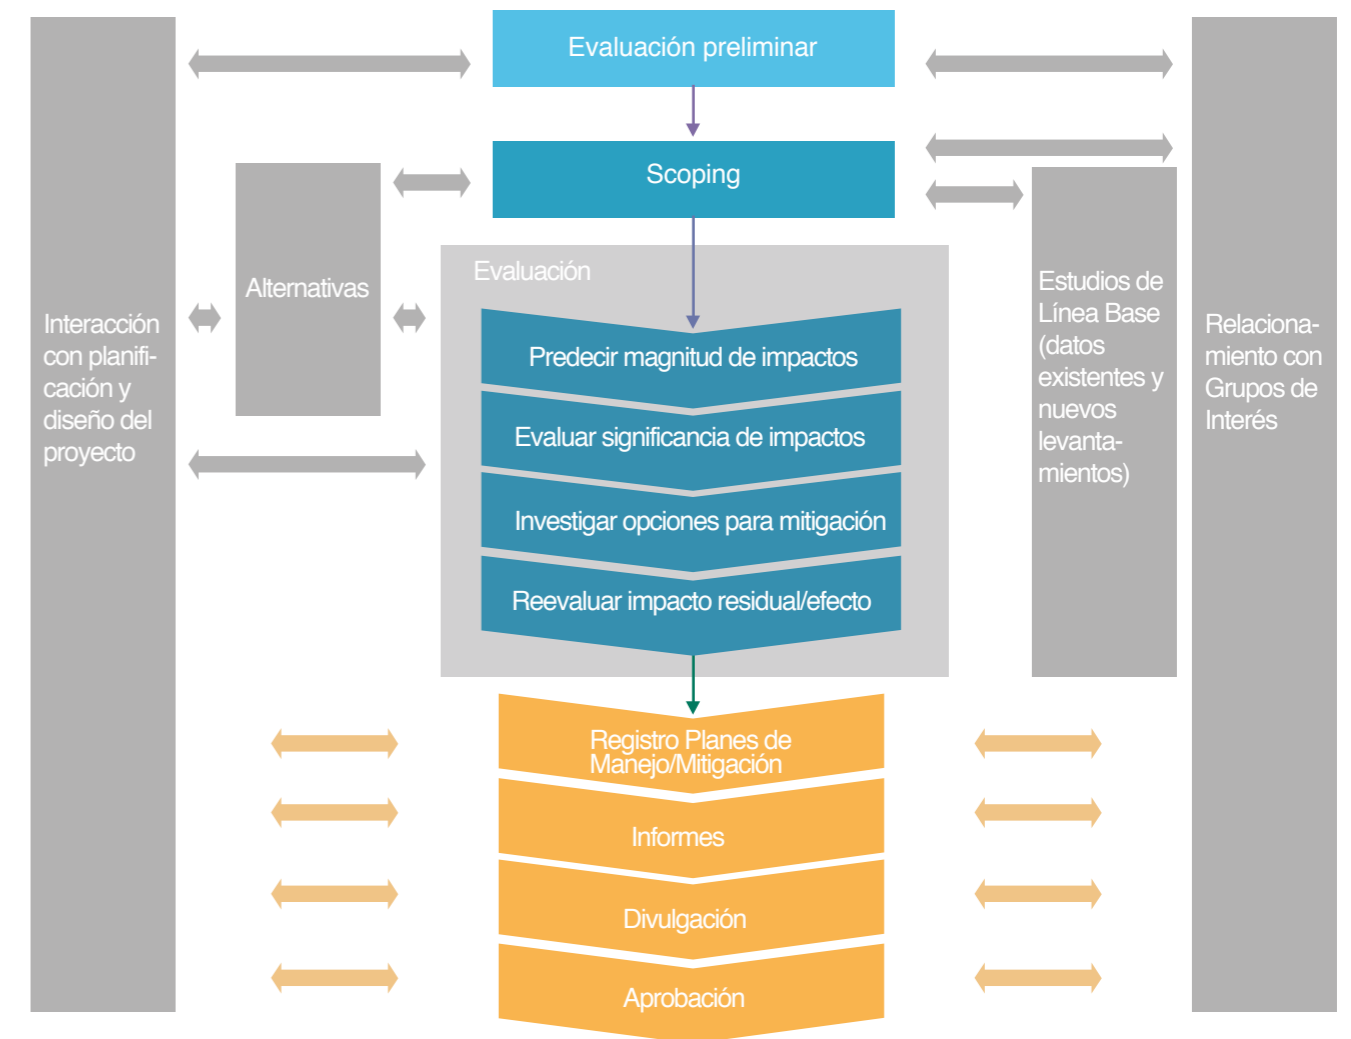 Evaluación preliminar
Scoping
Alternativas
Evaluación
Interacción
con planifi-
cación y
diseño del
proyecto
Predecir magnitud de impactos
Evaluar significancia de impactos
Investigar opciones para mitigación
Reevaluar impacto residual/efecto
Estudios de
Línea Base
(datos
existentes y
nuevos
levanta-
mientos)
Relaciona-
miento con
Grupos de
Interés
Registro Planes de
Manejo/Mitigación
Informes
Divulgación
Aprobación